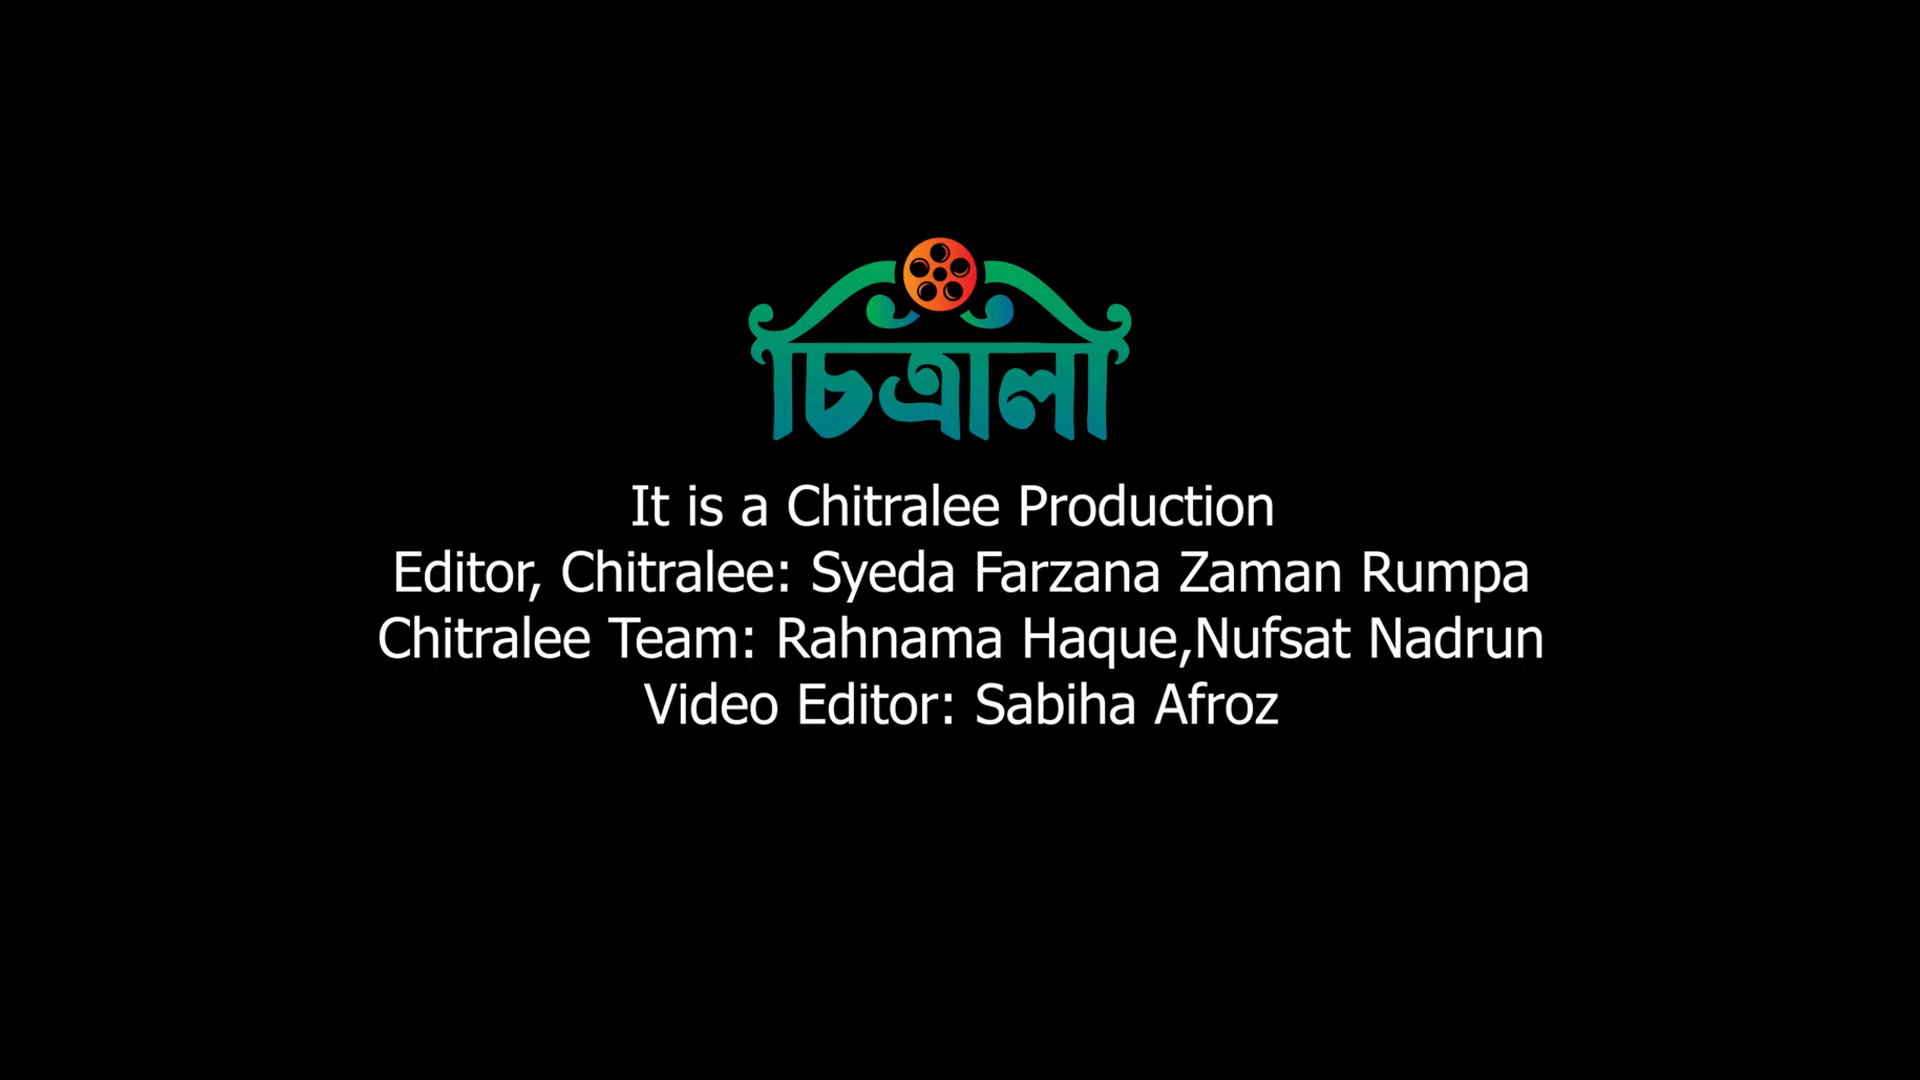 চিত্রালী
It is a Chitralee Production
Editor, Chitralee: Syeda Farzana Zaman Rumpa
Chitralee Team: Rahnama Haque,Nufsat Nadrun
Video Editor: Sabiha Afroz